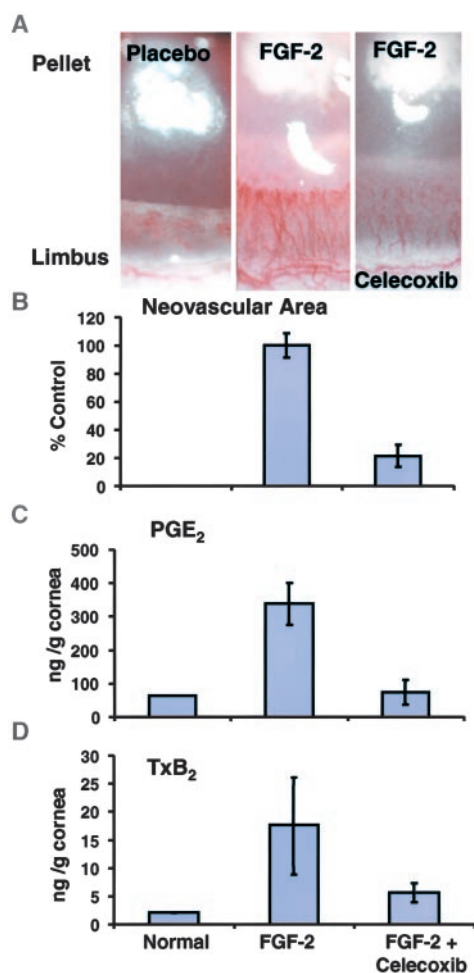 A
Placebo FGF-2 FGF-2
Pellet
Limbus
Celecoxib
B
Neovascular Area
120
100
80
60
40
20
0
% Control
C
PGE2
500
400
300
200
100
0
ng /g cornea
D
TxB2
30
25
20
15
10
5
0
ng /g cornea
Normal FGF-2 FGF-2 +
Celecoxib